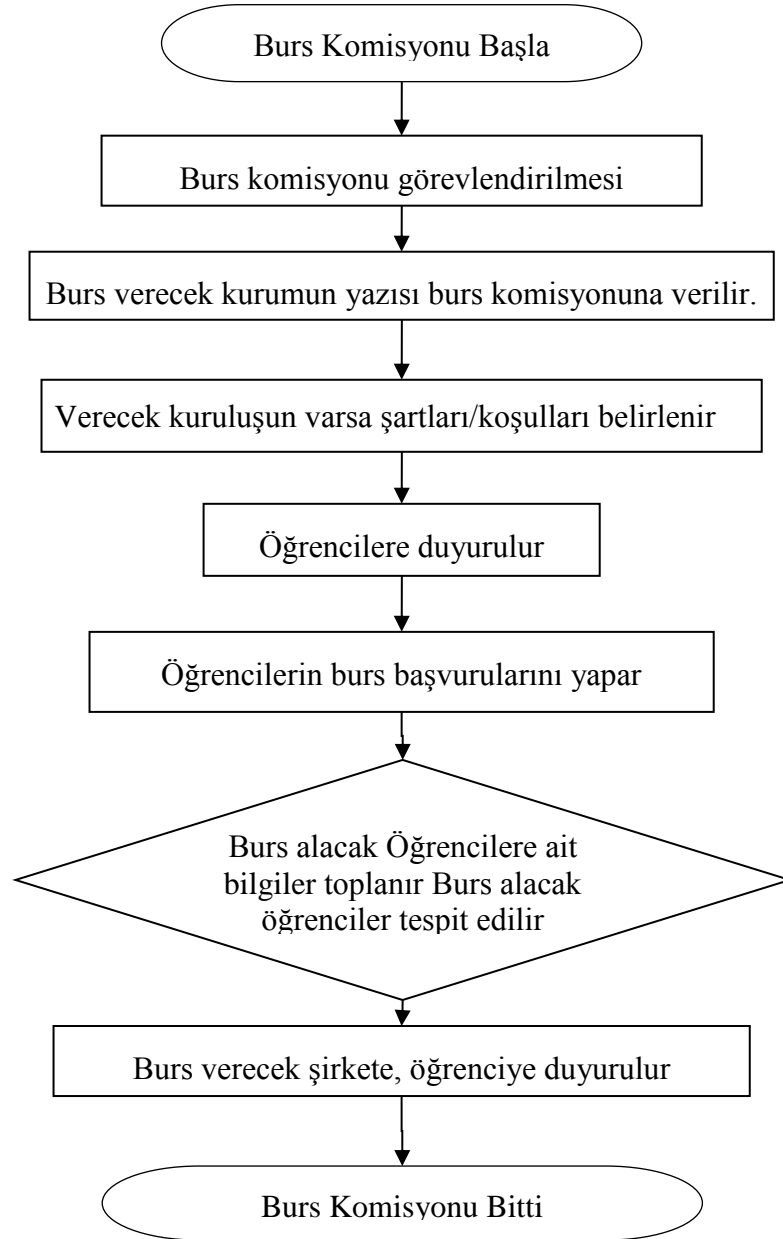 Burs Komisyonu Başla
Burs komisyonu görevlendirilmesi
Burs verecek kurumun yazısı burs komisyonuna verilir.
Verecek kuruluşun varsa şartları/koşulları belirlenir
Öğrencilere duyurulur
Öğrencilerin burs başvurularını yapar
Burs alacak Öğrencilere ait
bilgiler toplanır Burs alacak
öğrenciler tespit edilir
Burs verecek şirkete, öğrenciye duyurulur
Burs Komisyonu Bitti